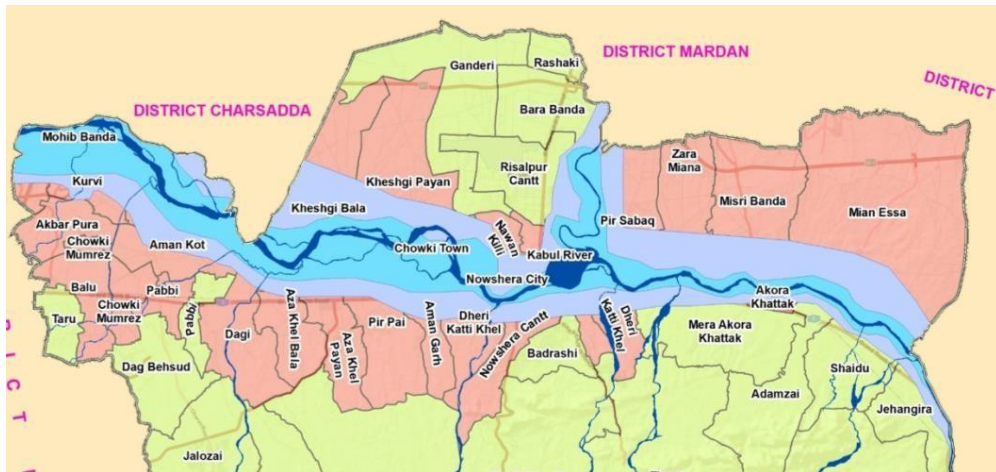 DISTRICT MARDAN
DISTRICT
DISTRICT CHARSADDA
Ganderi
Rashaki
Bara Banda
Mohib Banda
Kurvi
Kheshgi Payan
Risalpur
Cantt
Zara
Miana
Misri Banda
Mian Essa
Akbar Pura
Chowki
Mumrez
Aman Kot
Kheshgi Bala
Chowki Town
Nawan
Killi
Pir Sabaq
Kabul River
Nowshera City
Balu
Pabbi
Chowki
Mumrez
Taru
Pabbi
Dagi
Aza Khel Bala
Aza Khel
Payan
Pir Pai
Aman Garh
Dheri
Katti Khel
Nowshera Cantt
Badrashi
Dheri
Katti Khel
Akora
Khattak
Mera Akora
Khattak
Dag Behsud
Adamzai
Shaidu
Jehangira
Jalozai